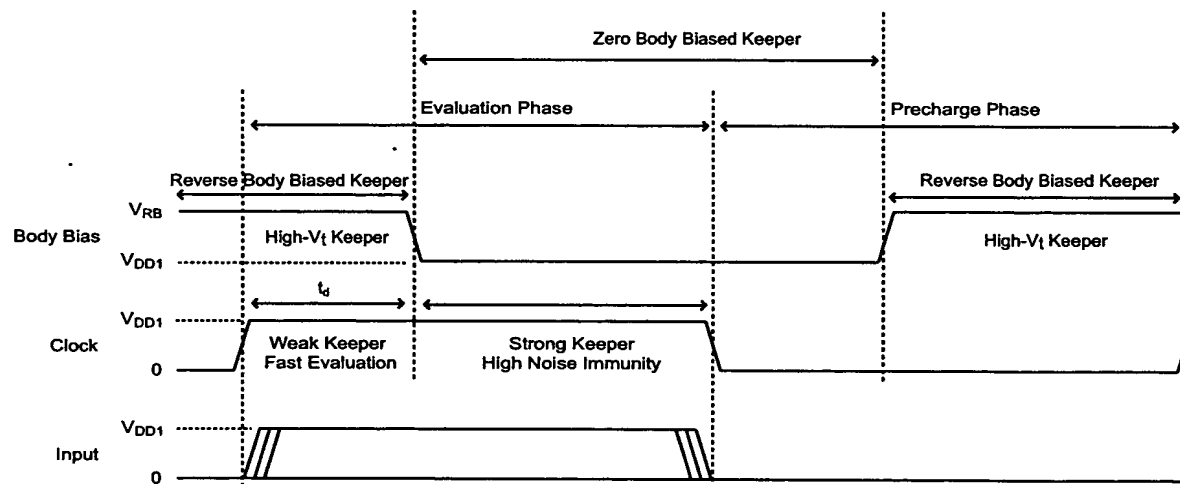 Zero Body Biased Keeper
Evaluation Phase
Precharge Phase
Reverse Body Biased Keeper
Reverse Body Biased Keeper
VRB
Body Bias
High-Vt Keeper
High-Vt Keeper
VDD1
td
VDD1
Clock
Weak Keeper
Fast Evaluation
Strong Keeper
High Noise Immunity
0
VDD1
Input
0